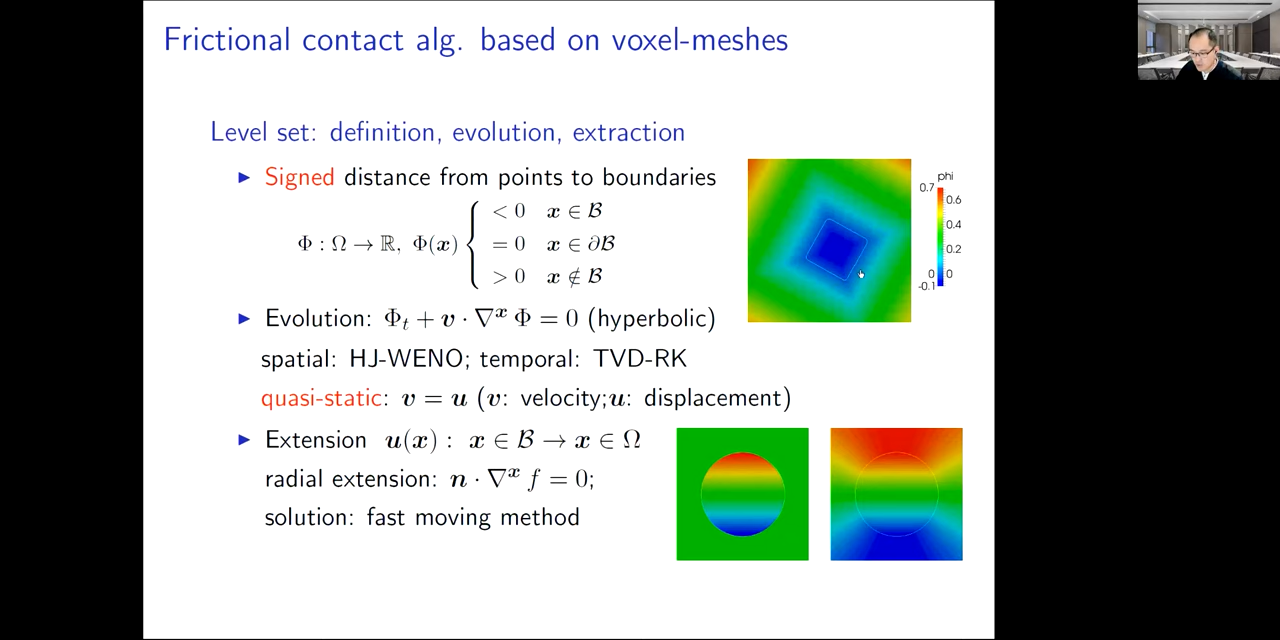 Frictional contact alg. based on voxel-meshes
Level set: definition, evolution, extraction
▶ Signed distance from points to boundaries
Φ : Ω → ℝ, Φ(x) { < 0 x ∈ ℬ
= 0 x ∈ ∂ℬ
> 0 x ∉ ℬ
phi
0.7
0.6
0.4
0.2
0 0
-0.1
▶ Evolution: Φₜ + v · ∇ˣ Φ = 0 (hyperbolic)
spatial: HJ-WENO; temporal: TVD-RK
quasi-static: v = u (v: velocity;u: displacement)
▶ Extension u(x) : x ∈ ℬ → x ∈ Ω
radial extension: n · ∇ˣ f = 0;
solution: fast moving method